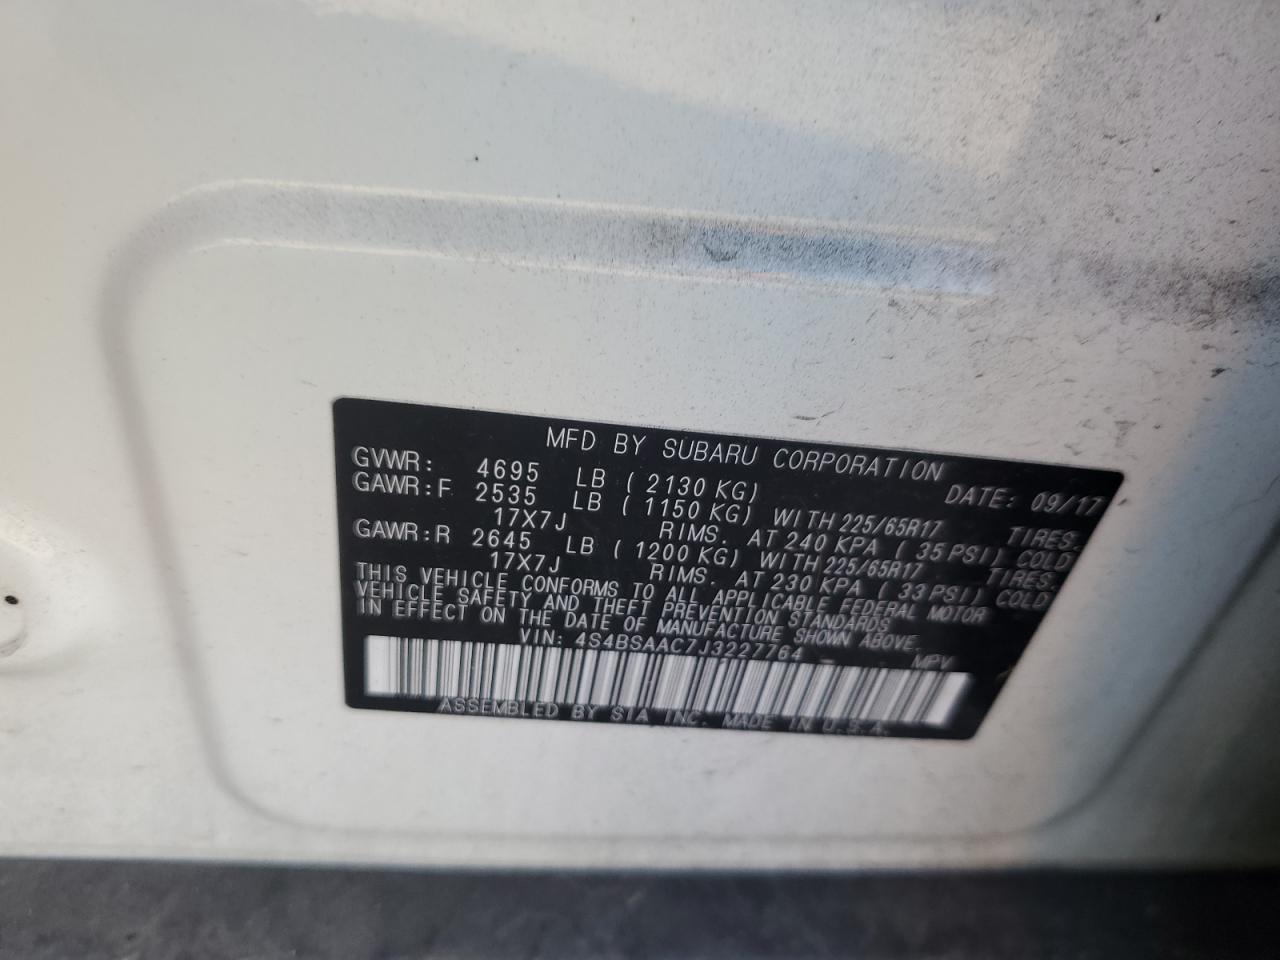 MFD BY SUBARU CORPORATION
GVWR: 4695 LB ( 2130 KG) DATE: 09/17
GAWR:F 2535 LB ( 1150 KG) WITH 225/65R17 TIRES.
17X7J RIMS. AT 240 KPA ( 35 PSI) COLD
GAWR:R 2645 LB ( 1200 KG) WITH 225/65R17 TIRES.
17X7J RIMS. AT 230 KPA ( 33 PSI) COLD
THIS VEHICLE CONFORMS TO ALL APPLICABLE FEDERAL MOTOR
VEHICLE SAFETY AND THEFT PREVENTION STANDARDS
IN EFFECT ON THE DATE OF MANUFACTURE SHOWN ABOVE.
VIN: 4S4BSAAC7J3227764 MPV
ASSEMBLED BY SIA INC. MADE IN U.S.A.